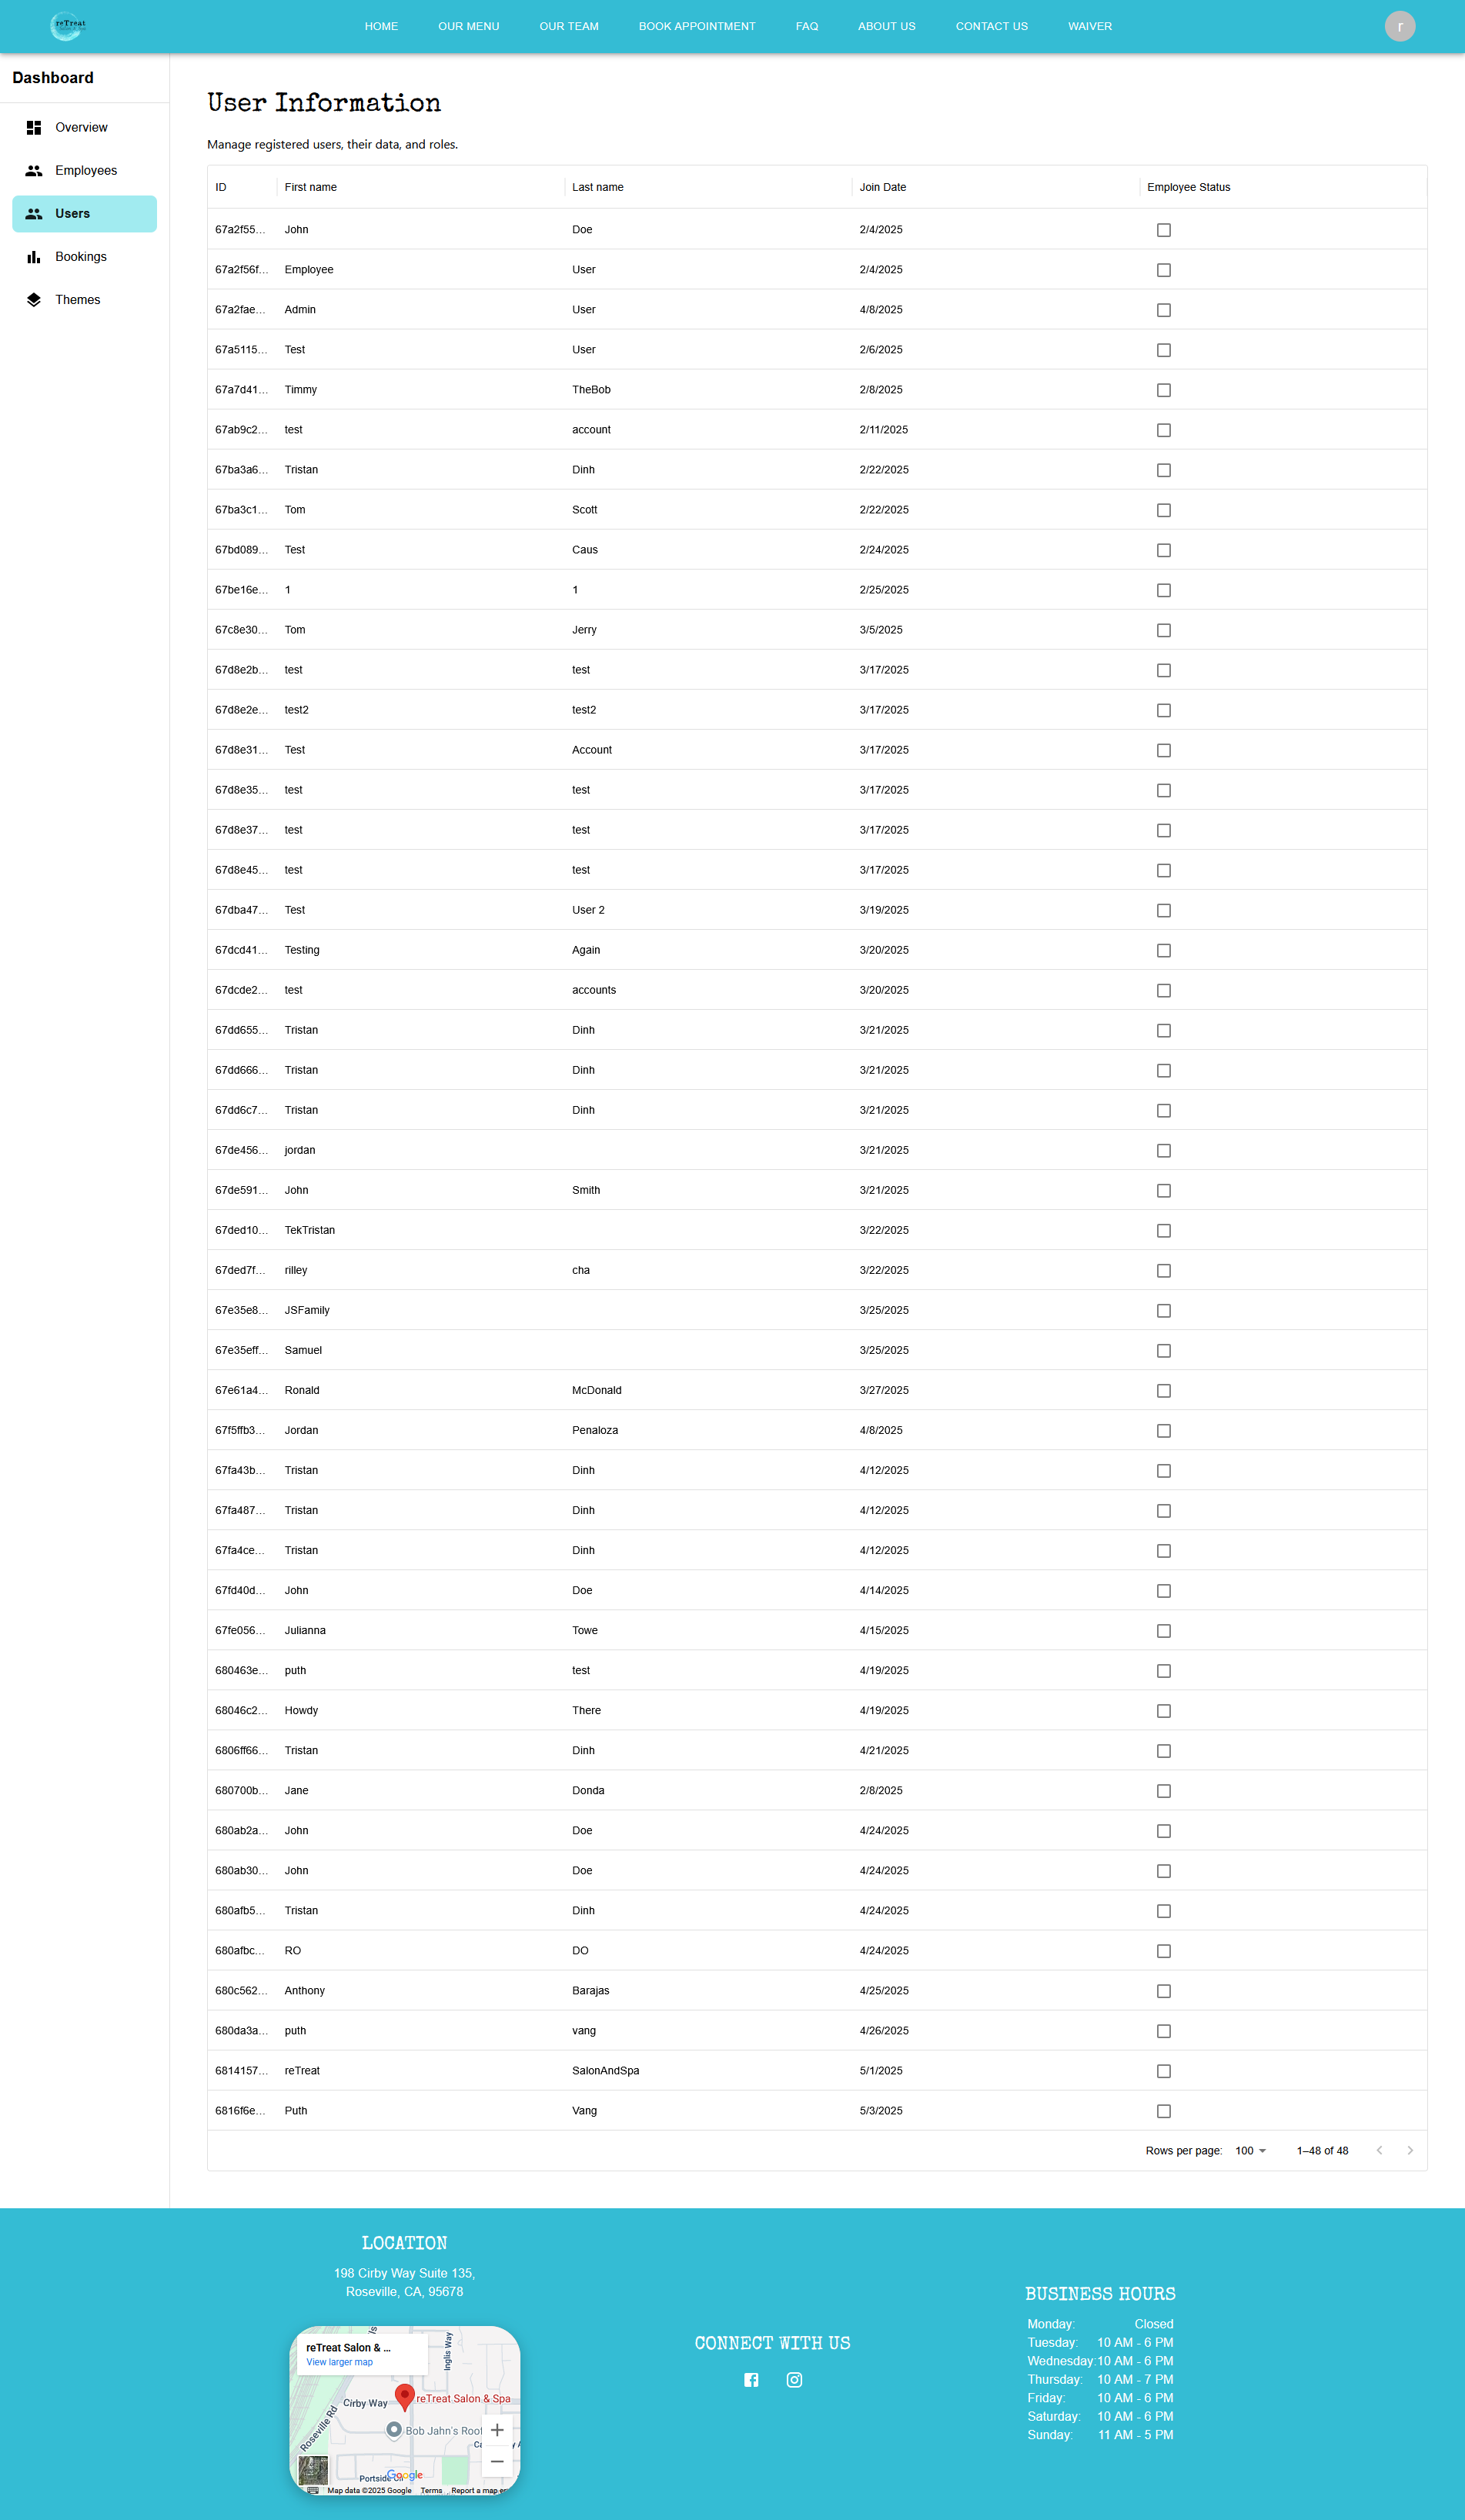 reTreat
HOME OUR MENU OUR TEAM BOOK APPOINTMENT FAQ ABOUT US CONTACT US WAIVER
r
Dashboard
Overview
Employees
Users
Bookings
Themes
User Information
Manage registered users, their data, and roles.
ID First name Last name Join Date Employee Status
67a2f55... John Doe 2/4/2025
67a2f56f... Employee User 2/4/2025
67a2fae... Admin User 4/8/2025
67a5115... Test User 2/6/2025
67a7d41... Timmy TheBob 2/8/2025
67ab9c2... test account 2/11/2025
67ba3a6... Tristan Dinh 2/22/2025
67ba3c1... Tom Scott 2/22/2025
67bd089... Test Caus 2/24/2025
67be16e... 1 1 2/25/2025
67c8e30... Tom Jerry 3/5/2025
67d8e2b... test test 3/17/2025
67d8e2e... test2 test2 3/17/2025
67d8e31... Test Account 3/17/2025
67d8e35... test test 3/17/2025
67d8e37... test test 3/17/2025
67d8e45... test test 3/17/2025
67dba47... Test User 2 3/19/2025
67dcd41... Testing Again 3/20/2025
67dcde2... test accounts 3/20/2025
67dd655... Tristan Dinh 3/21/2025
67dd666... Tristan Dinh 3/21/2025
67dd6c7... Tristan Dinh 3/21/2025
67de456... jordan 3/21/2025
67de591... John Smith 3/21/2025
67ded10... TekTristan 3/22/2025
67ded7f... rilley cha 3/22/2025
67e35e8... JSFamily 3/25/2025
67e35eff... Samuel 3/25/2025
67e61a4... Ronald McDonald 3/27/2025
67f5ffb3... Jordan Penaloza 4/8/2025
67fa43b... Tristan Dinh 4/12/2025
67fa487... Tristan Dinh 4/12/2025
67fa4ce... Tristan Dinh 4/12/2025
67fd40d... John Doe 4/14/2025
67fe056... Julianna Towe 4/15/2025
680463e... puth test 4/19/2025
68046c2... Howdy There 4/19/2025
6806ff66... Tristan Dinh 4/21/2025
680700b... Jane Donda 2/8/2025
680ab2a... John Doe 4/24/2025
680ab30... John Doe 4/24/2025
680afb5... Tristan Dinh 4/24/2025
680afbc... RO DO 4/24/2025
680c562... Anthony Barajas 4/25/2025
680da3a... puth vang 4/26/2025
6814157... reTreat SalonAndSpa 5/1/2025
6816f6e... Puth Vang 5/3/2025
Rows per page: 100 1–48 of 48
LOCATION
198 Cirby Way Suite 135,
Roseville, CA, 95678
reTreat Salon & ...
View larger map
Inglis Way
Cirby Way
reTreat Salon & Spa
Roseville Rd
Bob Jahn's Roof
Portside
Google
Map data ©2025 Google Terms Report a map er
CONNECT WITH US
BUSINESS HOURS
Monday: Closed
Tuesday: 10 AM - 6 PM
Wednesday: 10 AM - 6 PM
Thursday: 10 AM - 7 PM
Friday: 10 AM - 6 PM
Saturday: 10 AM - 6 PM
Sunday: 11 AM - 5 PM